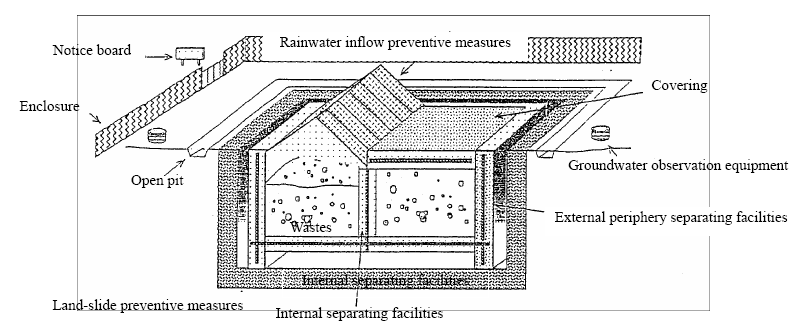 Notice board
Rainwater inflow preventive measures
Covering
Enclosure
Open pit
Groundwater observation equipment
External periphery separating facilities
Wastes
Internal separating facilities
Land-slide preventive measures
Internal separating facilities